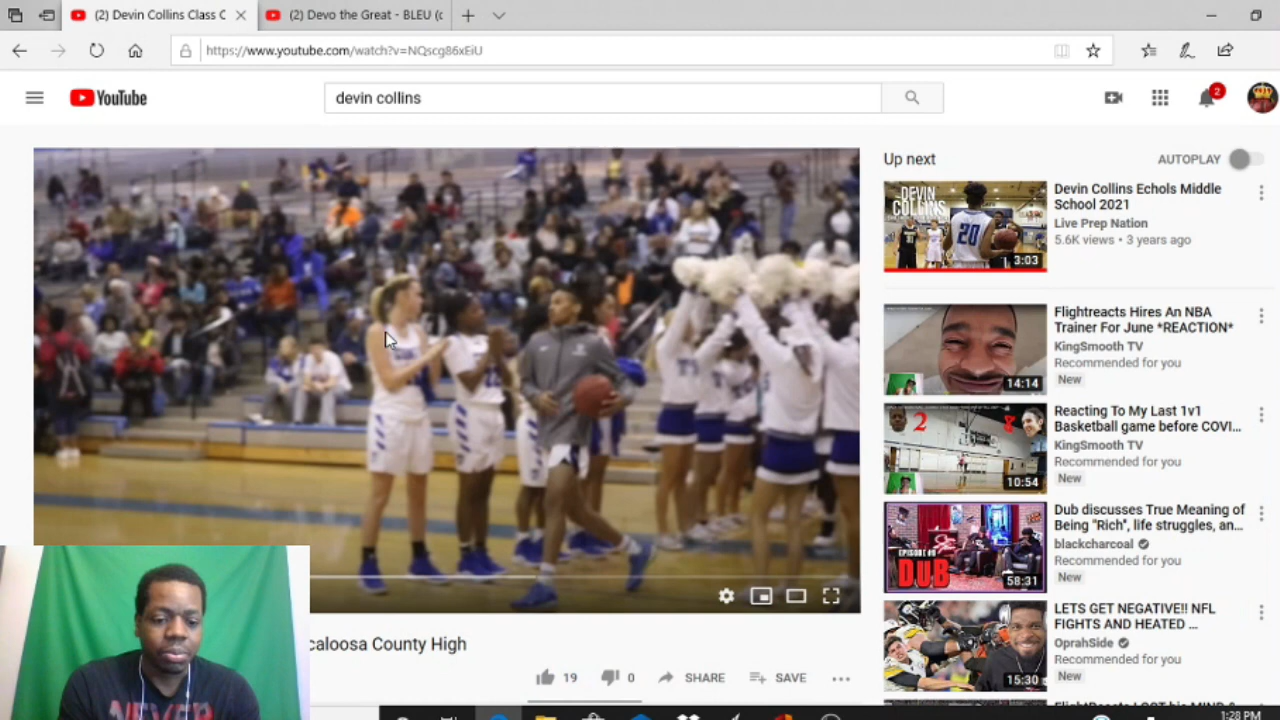 (2) Devin Collins Class C
(2) Devo the Great - BLEU (c
https://www.youtube.com/watch?v=NQscg86xEiU
YouTube
devin collins
2
Up next
AUTOPLAY
DEVIN
COLLINS
20
3:03
Devin Collins Echols Middle
School 2021
Live Prep Nation
5.6K views • 3 years ago
14:14
Flightreacts Hires An NBA
Trainer For June *REACTION*
KingSmooth TV
Recommended for you
New
2
8
10:54
Reacting To My Last 1v1
Basketball game before COVI...
KingSmooth TV
Recommended for you
New
EPISODE #9
DUB
58:31
Dub discusses True Meaning of
Being "Rich", life struggles, an...
blackcharcoal
Recommended for you
New
15:30
LETS GET NEGATIVE!! NFL
FIGHTS AND HEATED ...
OprahSide
Recommended for you
New
caloosa County High
19
0
SHARE
SAVE
NEVER
1:28 PM